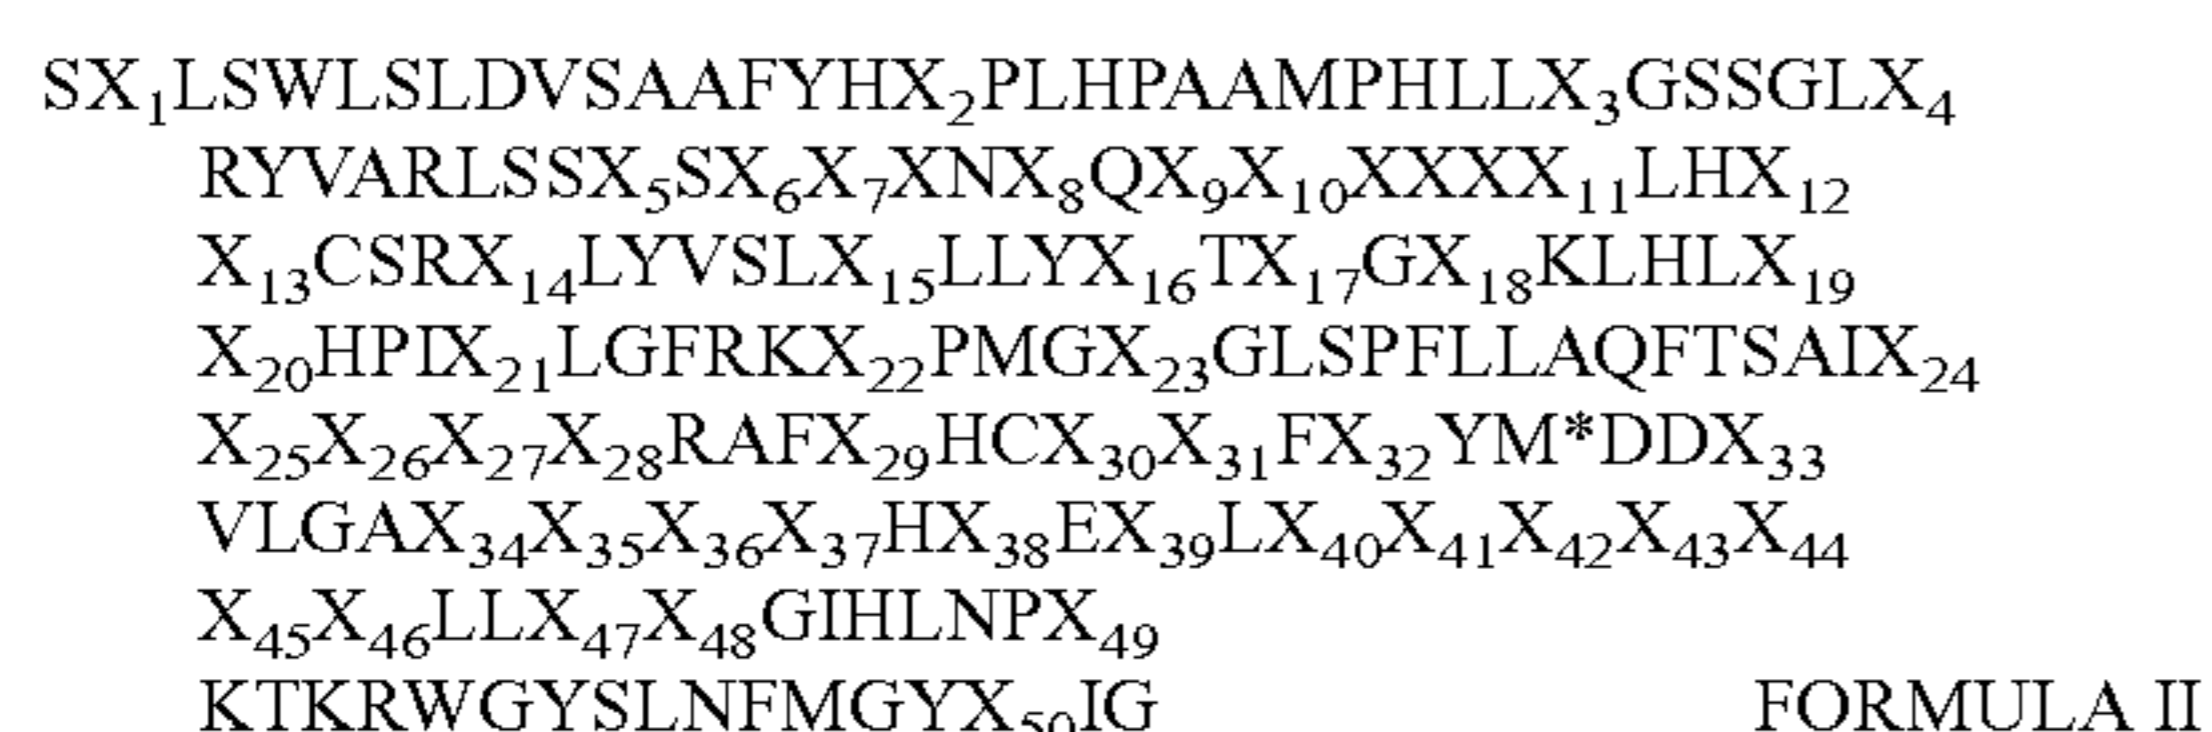 SX₁LSWLSLDVSAAFYHX₂PLHPAAMPHLLX₃GSSGLX₄
RYVARLSSX₅SX₆X₇XNX₈QX₉X₁₀XXXX₁₁LHX₁₂
X₁₃CSRX₁₄LYVSLX₁₅LLYX₁₆TX₁₇GX₁₈KLHLX₁₉
X₂₀HPIX₂₁LGFRKX₂₂PMGX₂₃GLSPFLLAQFTSAIX₂₄
X₂₅X₂₆X₂₇X₂₈RAFX₂₉HCX₃₀X₃₁FX₃₂YM*DDX₃₃
VLGAX₃₄X₃₅X₃₆X₃₇HX₃₈EX₃₉LX₄₀X₄₁X₄₂X₄₃X₄₄
X₄₅X₄₆LLX₄₇X₄₈GIHLNPX₄₉
KTKRWGYSLNFMGYX₅₀IG FORMULA II